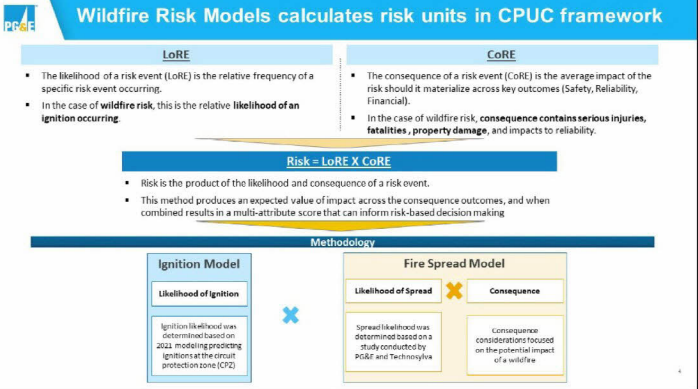 PG&E
Wildfire Risk Models calculates risk units in CPUC framework
LoRE
▪ The likelihood of a risk event (LoRE) is the relative frequency of a
specific risk event occurring.
▪ In the case of wildfire risk, this is the relative likelihood of an
ignition occurring.
CoRE
▪ The consequence of a risk event (CoRE) is the average impact of the
risk should it materialize across key outcomes (Safety, Reliability,
Financial).
▪ In the case of wildfire risk, consequence contains serious injuries,
fatalities, property damage, and impacts to reliability.
Risk = LoRE X CoRE
▪ Risk is the product of the likelihood and consequence of a risk event.
▪ This method produces an expected value of impact across the consequence outcomes, and when
combined results in a multi-attribute score that can inform risk-based decision making
Methodology
Ignition Model
Likelihood of Ignition
Ignition likelihood was
determined based on
2021 modeling predicting
ignitions at the circuit
protection zone (CPZ)
Fire Spread Model
Likelihood of Spread
Spread likelihood was
determined based on a
study conducted by
PG&E and Technosylva
Consequence
Consequence
considerations focused
on the potential impact
of a wildfire
4